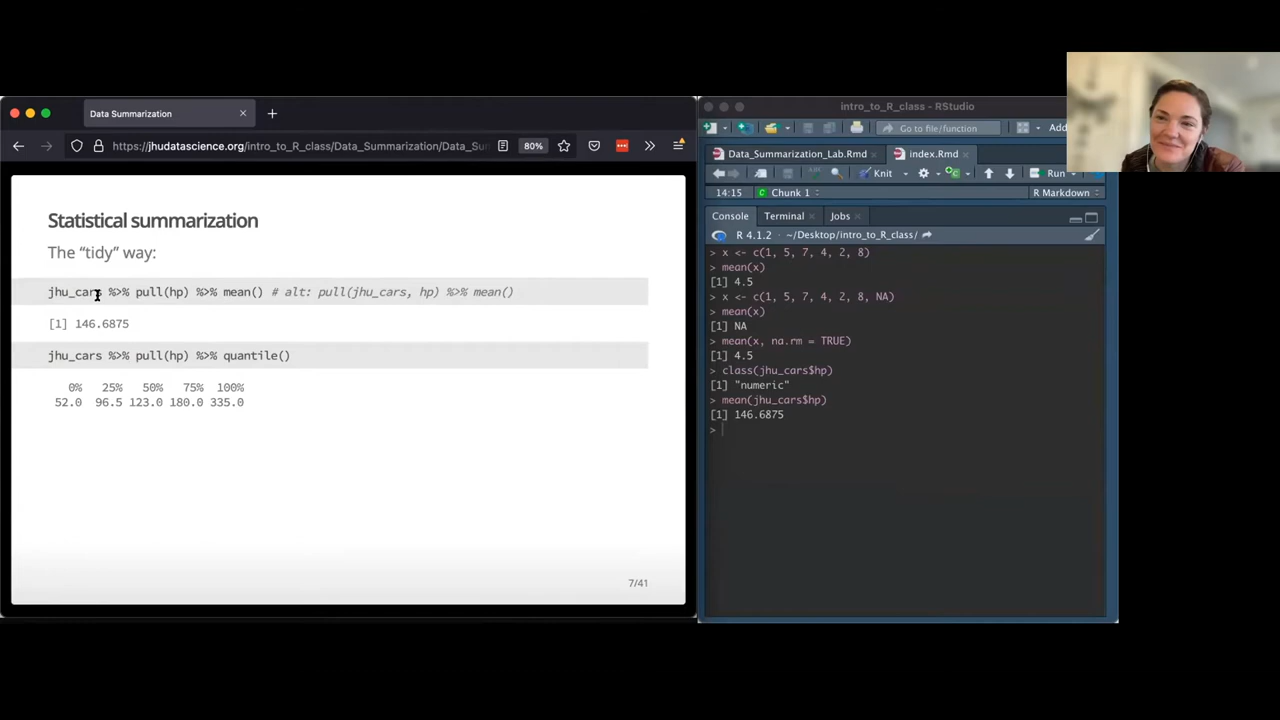 Data Summarization
https://jhudatascience.org/intro_to_R_class/Data_Summarization/Data_Sum
80%
Statistical summarization
The “tidy” way:
jhu_cars %>% pull(hp) %>% mean() # alt: pull(jhu_cars, hp) %>% mean()
[1] 146.6875
jhu_cars %>% pull(hp) %>% quantile()
0% 25% 50% 75% 100%
52.0 96.5 123.0 180.0 335.0
7/41
intro_to_R_class - RStudio
Go to file/function
Add
Data_Summarization_Lab.Rmd
index.Rmd
Knit
Run
14:15
Chunk 1
R Markdown
Console
Terminal
Jobs
R 4.1.2 · ~/Desktop/intro_to_R_class/
> x <- c(1, 5, 7, 4, 2, 8)
> mean(x)
[1] 4.5
> x <- c(1, 5, 7, 4, 2, 8, NA)
> mean(x)
[1] NA
> mean(x, na.rm = TRUE)
[1] 4.5
> class(jhu_cars$hp)
[1] "numeric"
> mean(jhu_cars$hp)
[1] 146.6875
>